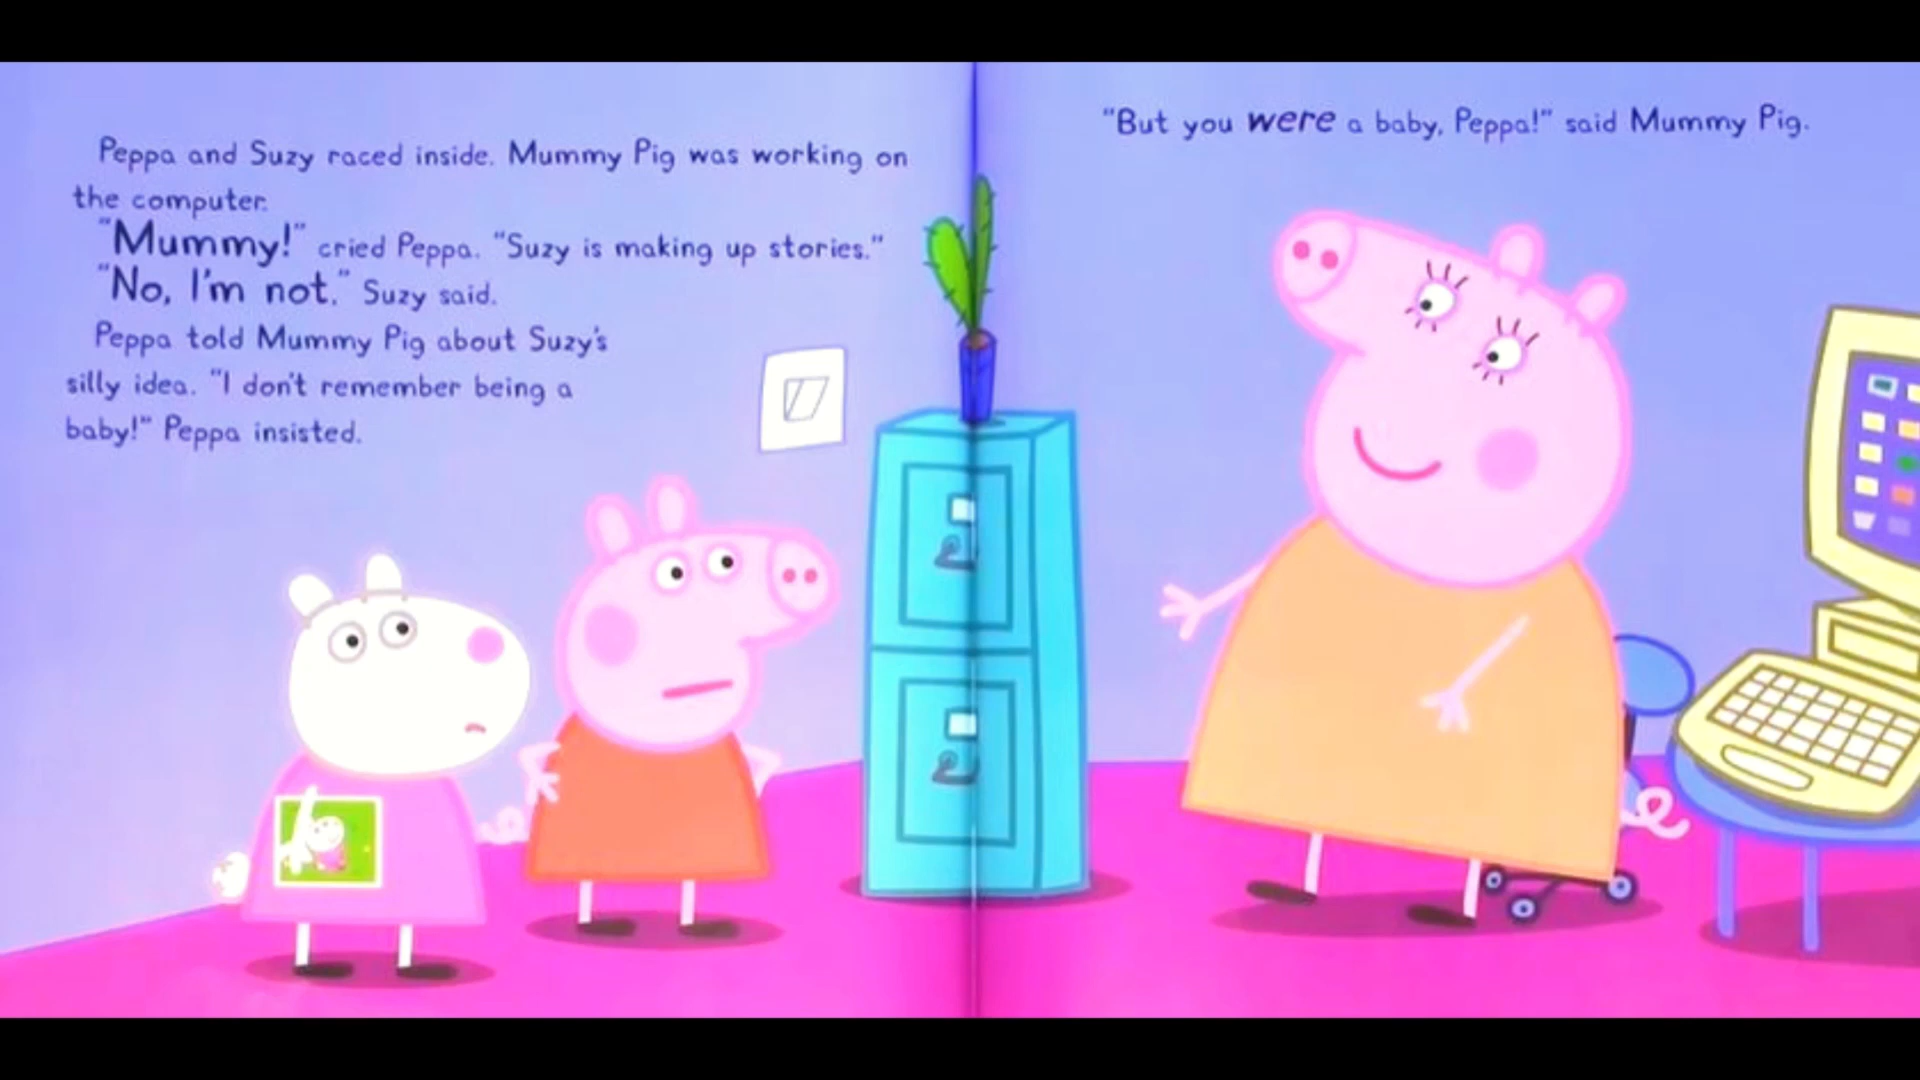 Peppa and Suzy raced inside. Mummy Pig was working on
the computer.
"Mummy!" cried Peppa. "Suzy is making up stories."
"No, I'm not." Suzy said.
Peppa told Mummy Pig about Suzy's
silly idea. "I don't remember being a
baby!" Peppa insisted.
"But you were a baby, Peppa!" said Mummy Pig.